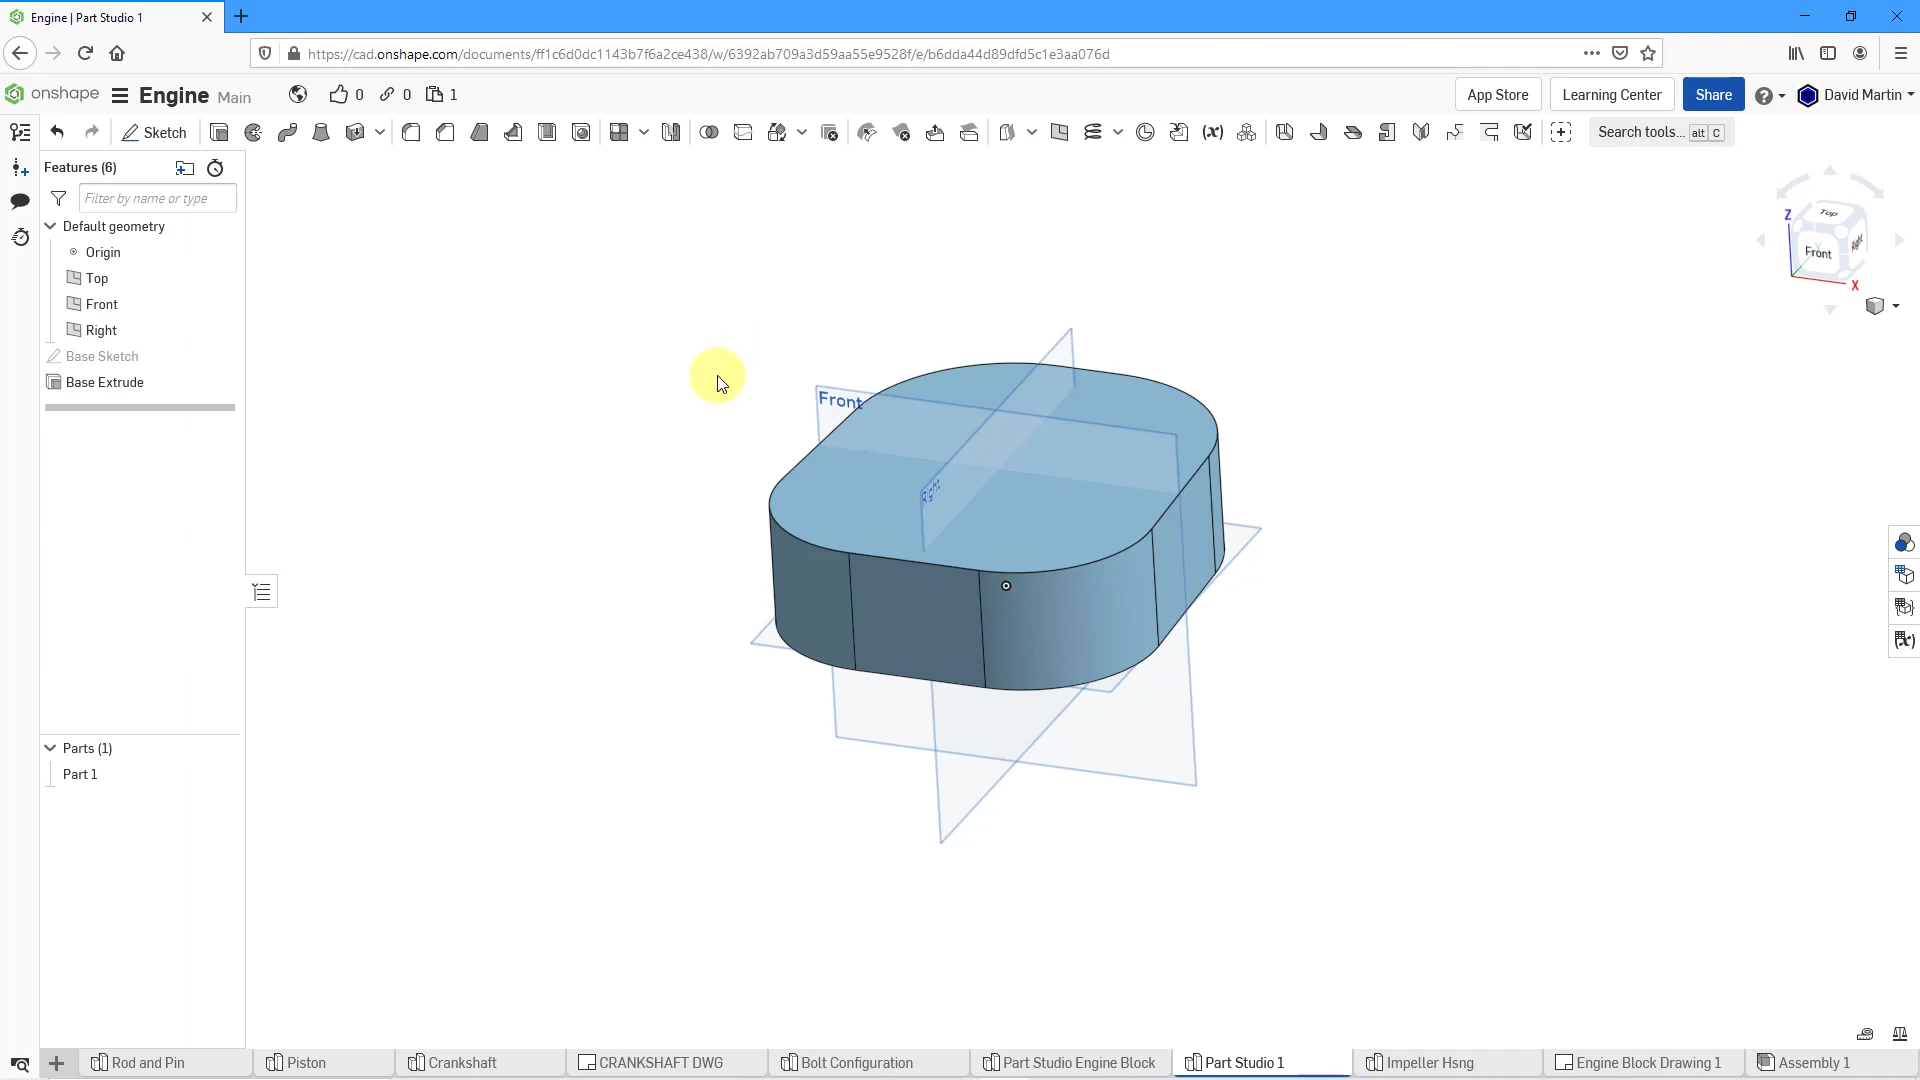 Engine | Part Studio 1
https://cad.onshape.com/documents/ff1c6d0dc1143b7f6a2ce438/w/6392ab709a3d59aa55e9528f/e/b6dda44d89dfd5c1e3aa076d
onshape Engine Main 0 0 1 App Store Learning Center Share David Martin
Sketch (x) Search tools... alt C
Features (6)
Filter by name or type
Default geometry
Origin
Top
Front
Right
Base Sketch
Base Extrude
Front
Right
Top
Z
Front
Right
Y
X
(x)
Parts (1)
Part 1
Rod and Pin Piston Crankshaft CRANKSHAFT DWG Bolt Configuration Part Studio Engine Block Part Studio 1 Impeller Hsng Engine Block Drawing 1 Assembly 1